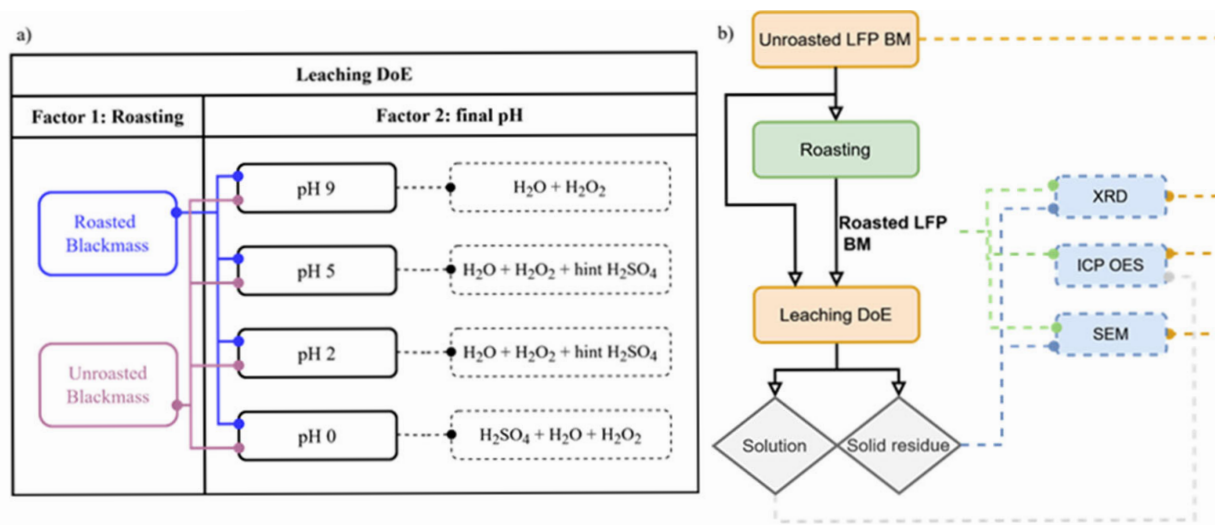 a)
Leaching DoE
Factor 1: Roasting
Factor 2: final pH
Roasted
Blackmass
Unroasted
Blackmass
pH 9
H₂O + H₂O₂
pH 5
H₂O + H₂O₂ + hint H₂SO₄
pH 2
H₂O + H₂O₂ + hint H₂SO₄
pH 0
H₂SO₄ + H₂O + H₂O₂
b)
Unroasted LFP BM
Roasting
Roasted LFP
BM
Leaching DoE
Solution
Solid residue
XRD
ICP OES
SEM